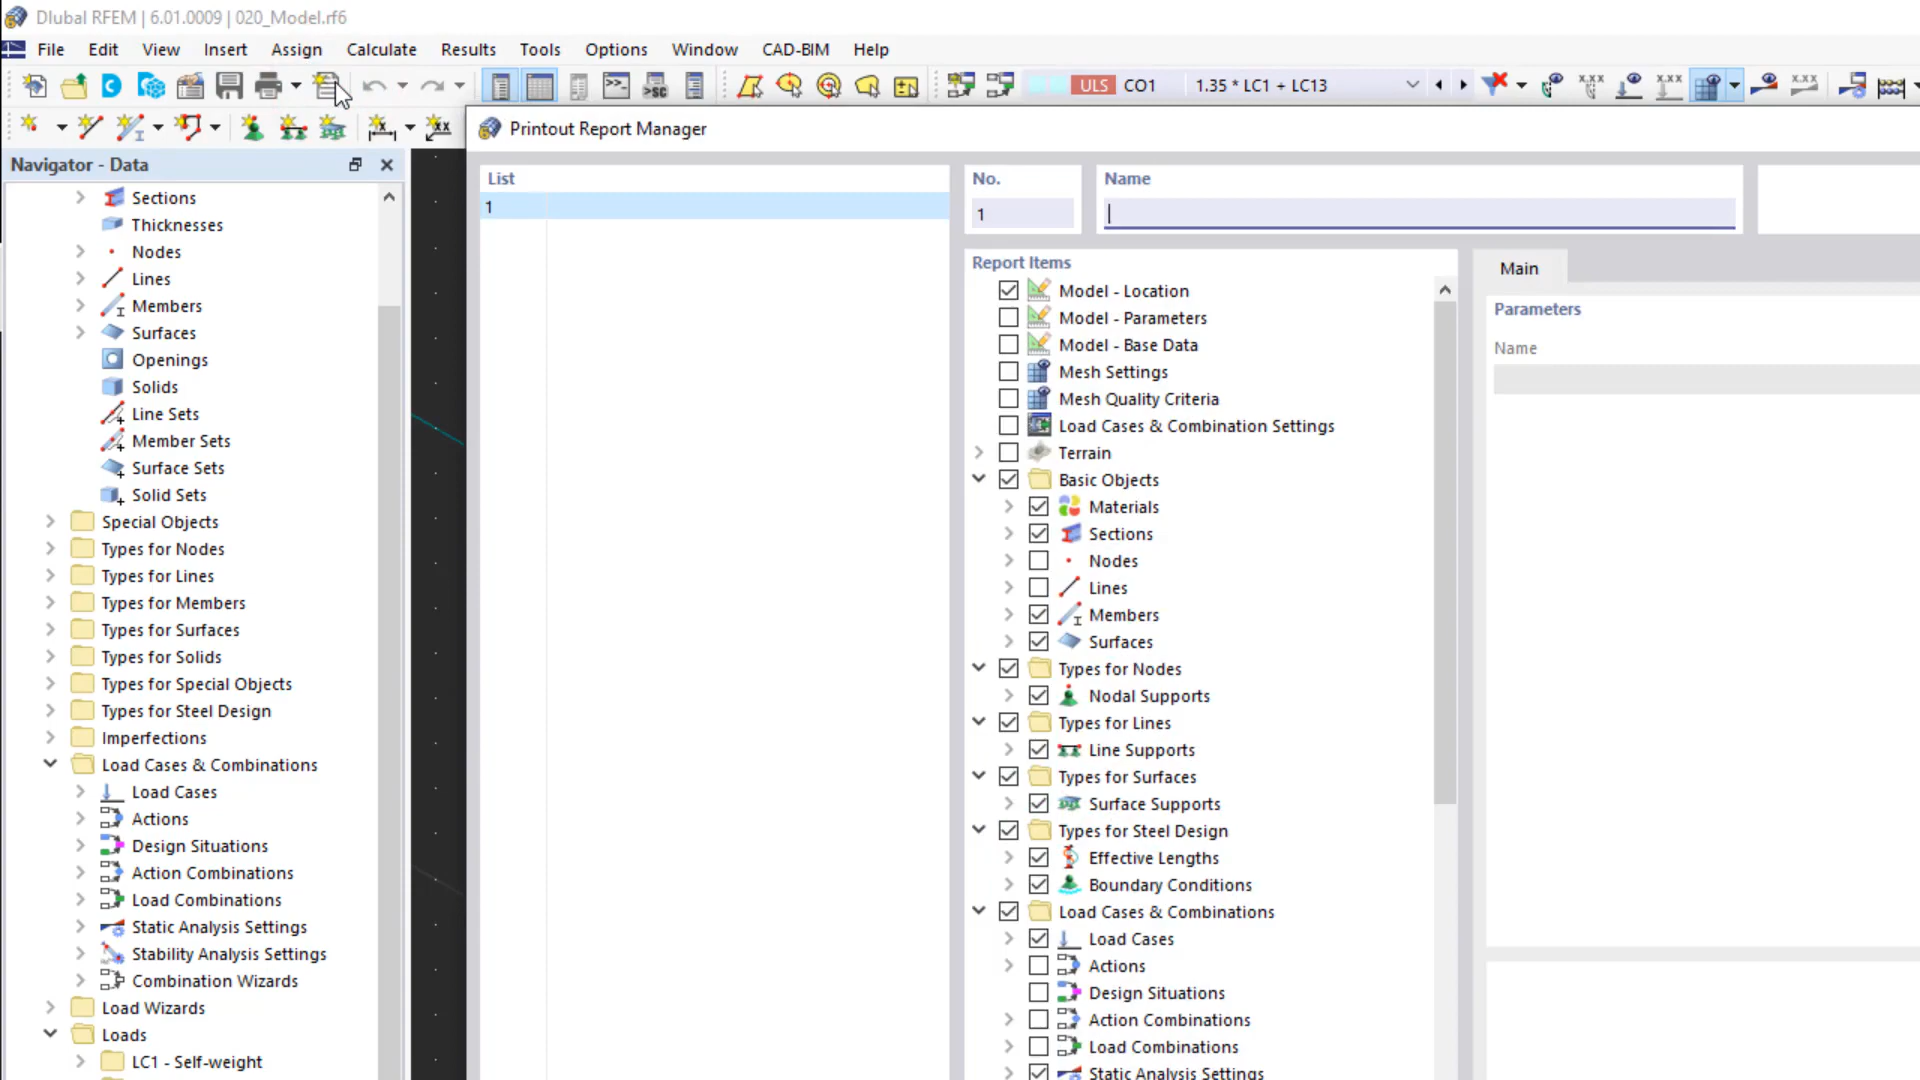 Dlubal RFEM | 6.01.0009 | 020_Model.rf6
File Edit View Insert Assign Calculate Results Tools Options Window CAD-BIM Help
ULS CO1 1.35 * LC1 + LC13
Printout Report Manager
Navigator - Data
Sections
Thicknesses
Nodes
Lines
Members
Surfaces
Openings
Solids
Line Sets
Member Sets
Surface Sets
Solid Sets
Special Objects
Types for Nodes
Types for Lines
Types for Members
Types for Surfaces
Types for Solids
Types for Special Objects
Types for Steel Design
Imperfections
Load Cases & Combinations
Load Cases
Actions
Design Situations
Action Combinations
Load Combinations
Static Analysis Settings
Stability Analysis Settings
Combination Wizards
Load Wizards
Loads
LC1 - Self-weight
List
1
No.
1
Name
Report Items
Model - Location
Model - Parameters
Model - Base Data
Mesh Settings
Mesh Quality Criteria
Load Cases & Combination Settings
Terrain
Basic Objects
Materials
Sections
Nodes
Lines
Members
Surfaces
Types for Nodes
Nodal Supports
Types for Lines
Line Supports
Types for Surfaces
Surface Supports
Types for Steel Design
Effective Lengths
Boundary Conditions
Load Cases & Combinations
Load Cases
Actions
Design Situations
Action Combinations
Load Combinations
Static Analysis Settings
Main
Parameters
Name